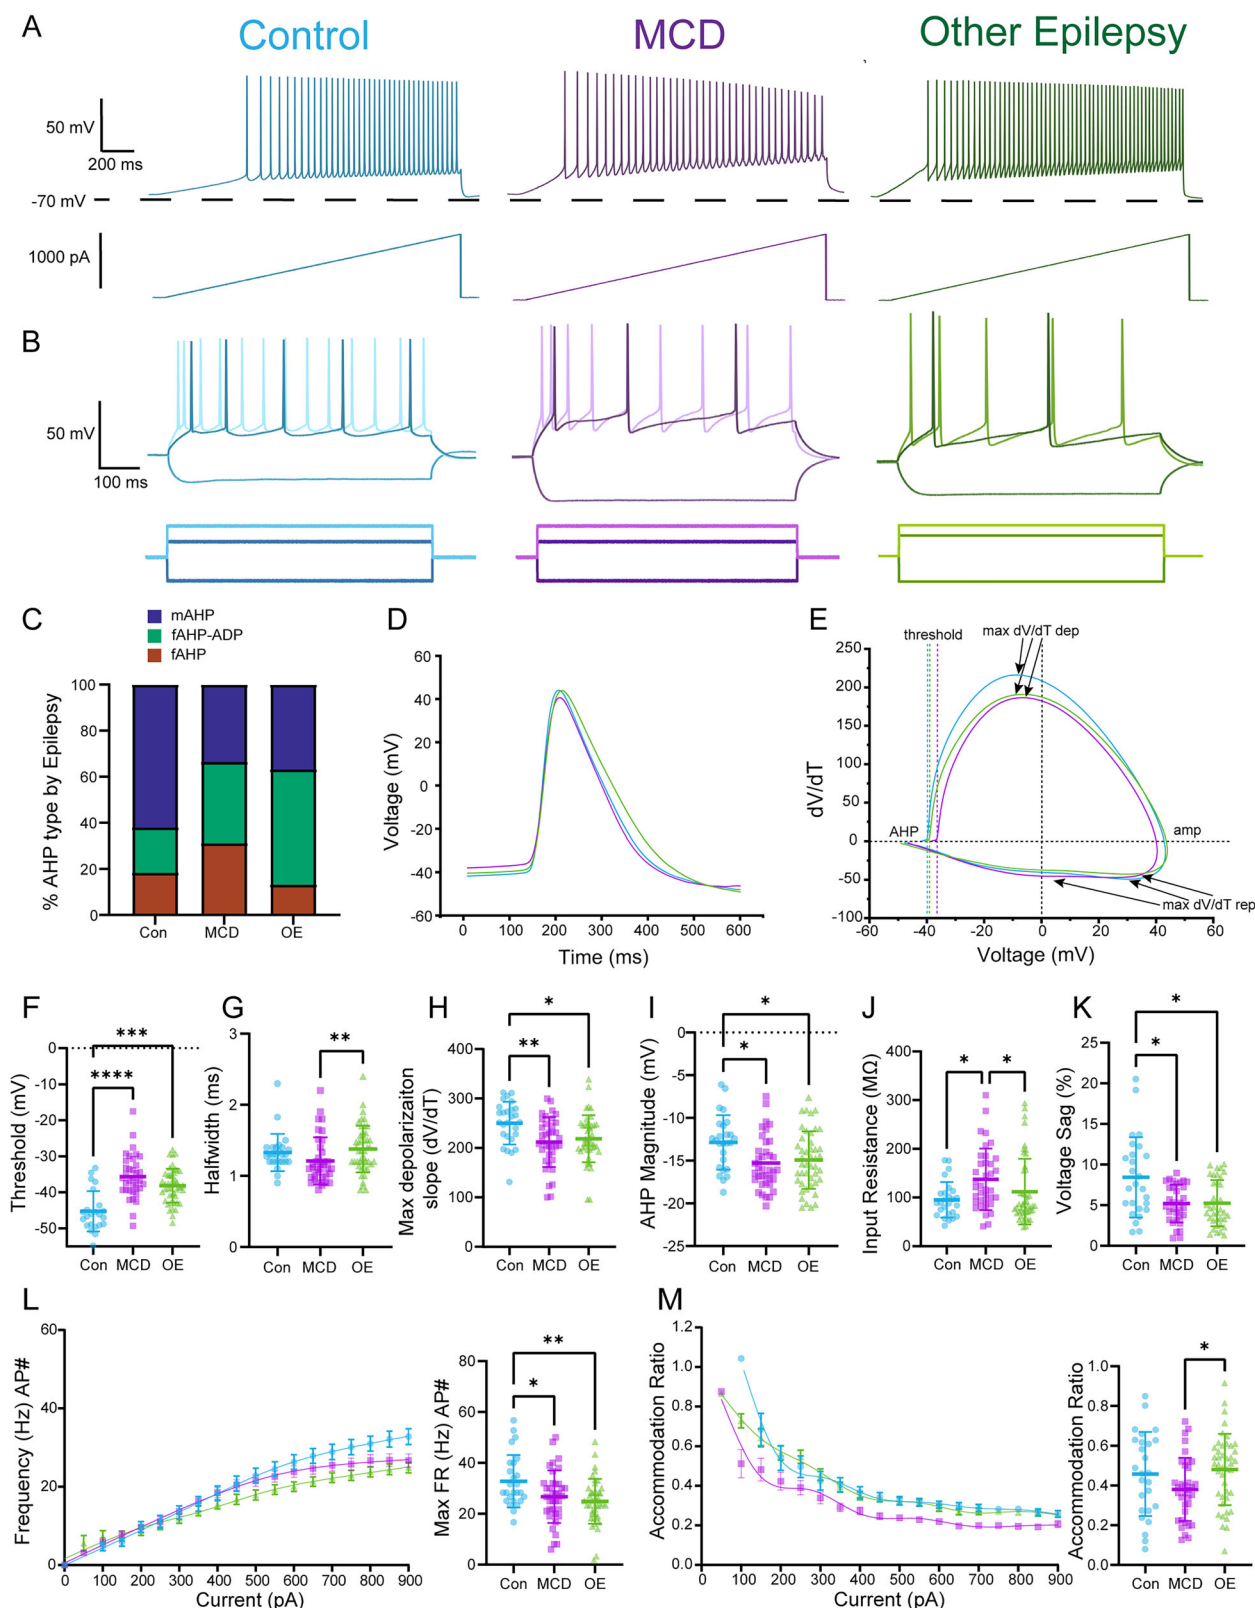 A
Control
MCD
Other Epilepsy
50 mV
200 ms
-70 mV
1000 pA
B
50 mV
100 ms
C
mAHP
fAHP-ADP
fAHP
% AHP type by Epilepsy
100
80
60
40
20
0
Con MCD OE
D
Voltage (mV)
60
40
20
0
-20
-40
-60
0 100 200 300 400 500 600
Time (ms)
E
threshold
max dV/dT dep
dV/dT
250
200
150
100
50
0
-50
-100
AHP
amp
max dV/dT rep
-60 -40 -20 0 20 40 60
Voltage (mV)
F
Threshold (mV)
0
-10
-20
-30
-40
-50
***
****
Con MCD OE
G
Halfwidth (ms)
3
2
1
0
**
Con MCD OE
H
Max depolarizaiton
slope (dV/dT)
400
300
200
100
0
*
**
Con MCD OE
I
AHP Magnitude (mV)
0
-5
-10
-15
-20
-25
*
*
Con MCD OE
J
Input Resistance (MΩ)
400
300
200
100
0
* *
Con MCD OE
K
Voltage Sag (%)
25
20
15
10
5
0
*
*
Con MCD OE
L
Frequency (Hz) AP#
60
40
20
0
0 100 200 300 400 500 600 700 800 900
Current (pA)
Max FR (Hz) AP#
80
60
40
20
0
**
*
Con MCD OE
M
Accommodation Ratio
1.2
1.0
0.8
0.6
0.4
0.2
0.0
0 100 200 300 400 500 600 700 800 900
Current (pA)
Accommodation Ratio
1.0
0.8
0.6
0.4
0.2
0.0
*
Con MCD OE